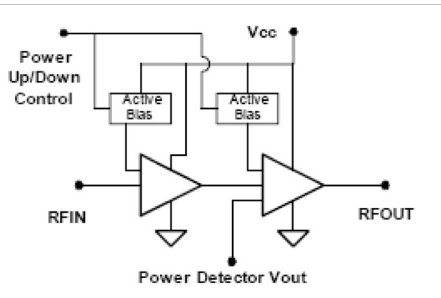 Power
Up/Down
Control
Vcc
Active
Bias
Active
Bias
RFIN
RFOUT
Power Detector Vout